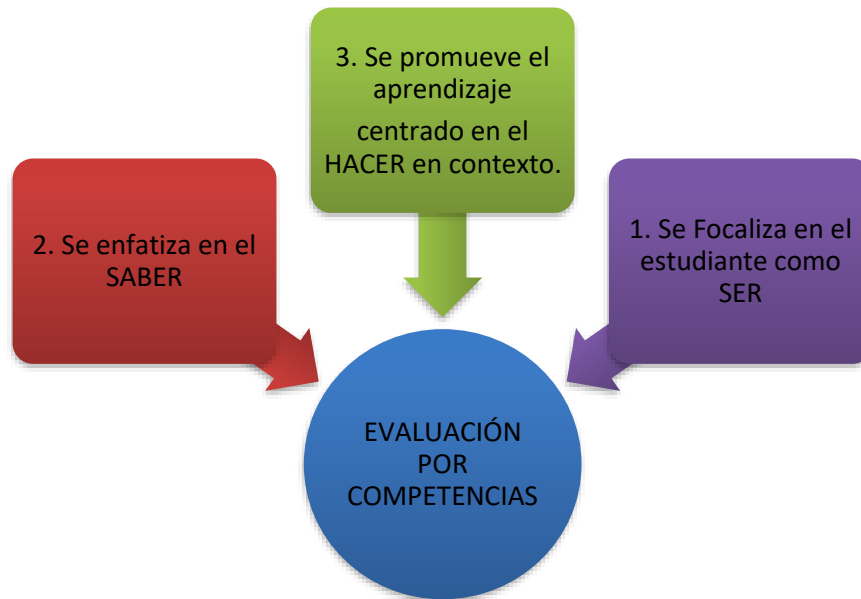 3. Se promueve el
aprendizaje
centrado en el
HACER en contexto.
2. Se enfatiza en el
SABER
1. Se Focaliza en el
estudiante como
SER
EVALUACIÓN
POR
COMPETENCIAS